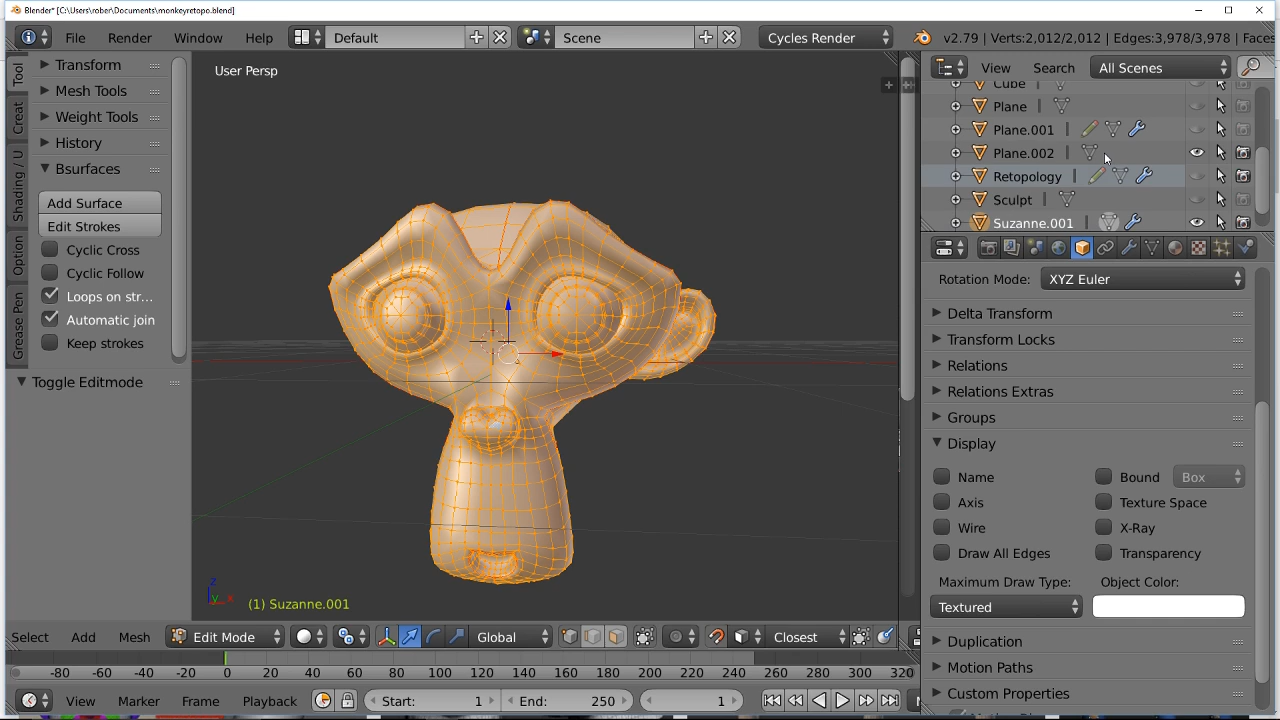 Blender* [C:\Users\rober\Documents\monkeyretopo.blend]
File Render Window Help Default Scene Cycles Render v2.79 | Verts:2,012/2,012 | Edges:3,978/3,978 | Faces
Tool
Creat
Shading / U
Option
Grease Pen
Transform
Mesh Tools
Weight Tools
History
Bsurfaces
Add Surface
Edit Strokes
Cyclic Cross
Cyclic Follow
Loops on str...
Automatic join
Keep strokes
Toggle Editmode
User Persp
z
y x
(1) Suzanne.001
View Search All Scenes
Cube
Plane
Plane.001
Plane.002
Retopology
Sculpt
Suzanne.001
Rotation Mode: XYZ Euler
Delta Transform
Transform Locks
Relations
Relations Extras
Groups
Display
Name Bound Box
Axis Texture Space
Wire X-Ray
Draw All Edges Transparency
Maximum Draw Type: Object Color:
Textured
Duplication
Motion Paths
Custom Properties
Select Add Mesh Edit Mode Global Closest
-80 -60 -40 -20 0 20 40 60 80 100 120 140 160 180 200 220 240 260 280 300 320
View Marker Frame Playback Start: 1 End: 250 1